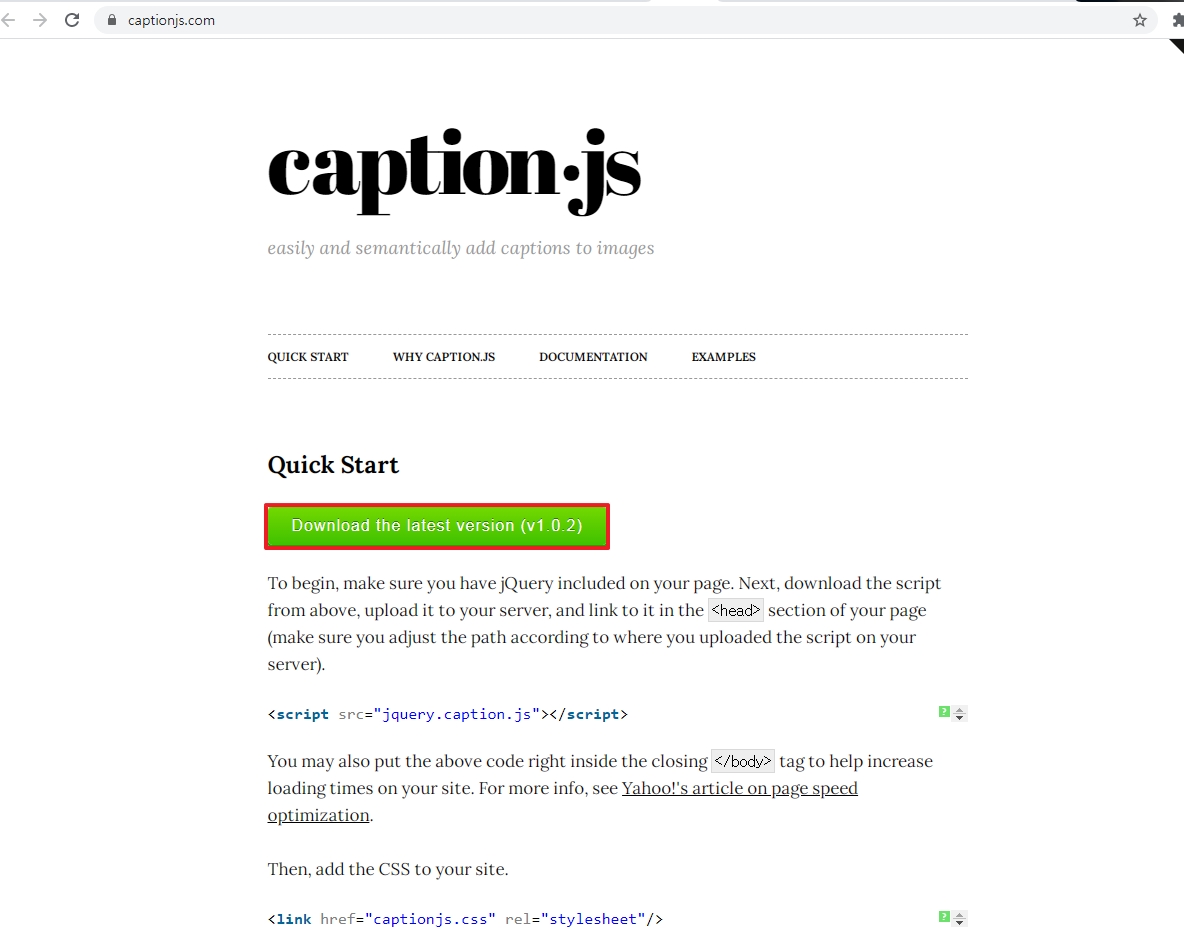 captionjs.com
caption·js
easily and semantically add captions to images
QUICK START WHY CAPTION.JS DOCUMENTATION EXAMPLES
Quick Start
Download the latest version (v1.0.2)
To begin, make sure you have jQuery included on your page. Next, download the script
from above, upload it to your server, and link to it in the <head> section of your page
(make sure you adjust the path according to where you uploaded the script on your
server).
<script src="jquery.caption.js"></script>
?
You may also put the above code right inside the closing </body> tag to help increase
loading times on your site. For more info, see Yahoo!'s article on page speed
optimization.
Then, add the CSS to your site.
<link href="captionjs.css" rel="stylesheet"/>
?